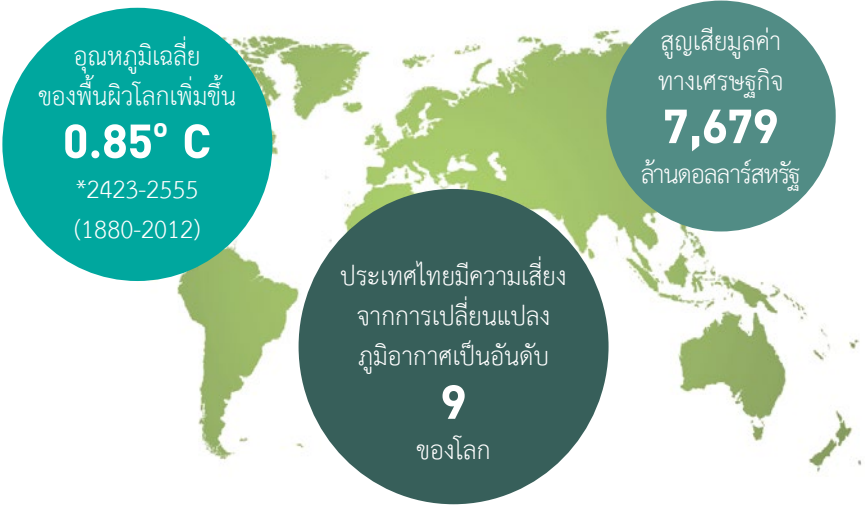 อุณหภูมิเฉลี่ย
ของพื้นผิวโลกเพิ่มขึ้น
0.85° C
*2423-2555
(1880-2012)
สูญเสียมูลค่า
ทางเศรษฐกิจ
7,679
ล้านดอลลาร์สหรัฐ
ประเทศไทยมีความเสี่ยง
จากการเปลี่ยนแปลง
ภูมิอากาศเป็นอันดับ
9
ของโลก